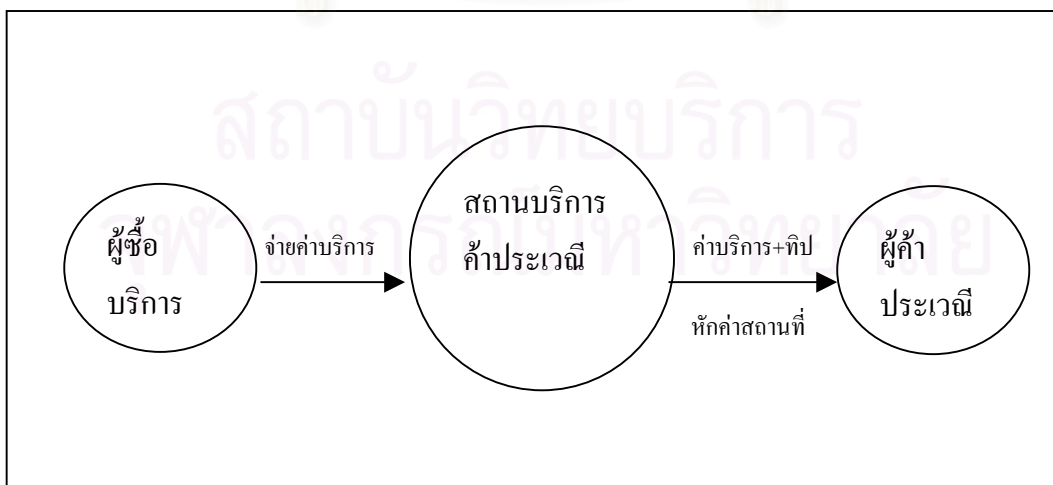 สถาบันวิทยบริการ
จุฬาลงกรณ์มหาวิทยาลัย
ผู้ซื้อ
บริการ
จ่ายค่าบริการ
สถานบริการ
ค้าประเวณี
ค่าบริการ+ทิป
หักค่าสถานที่
ผู้ค้า
ประเวณี